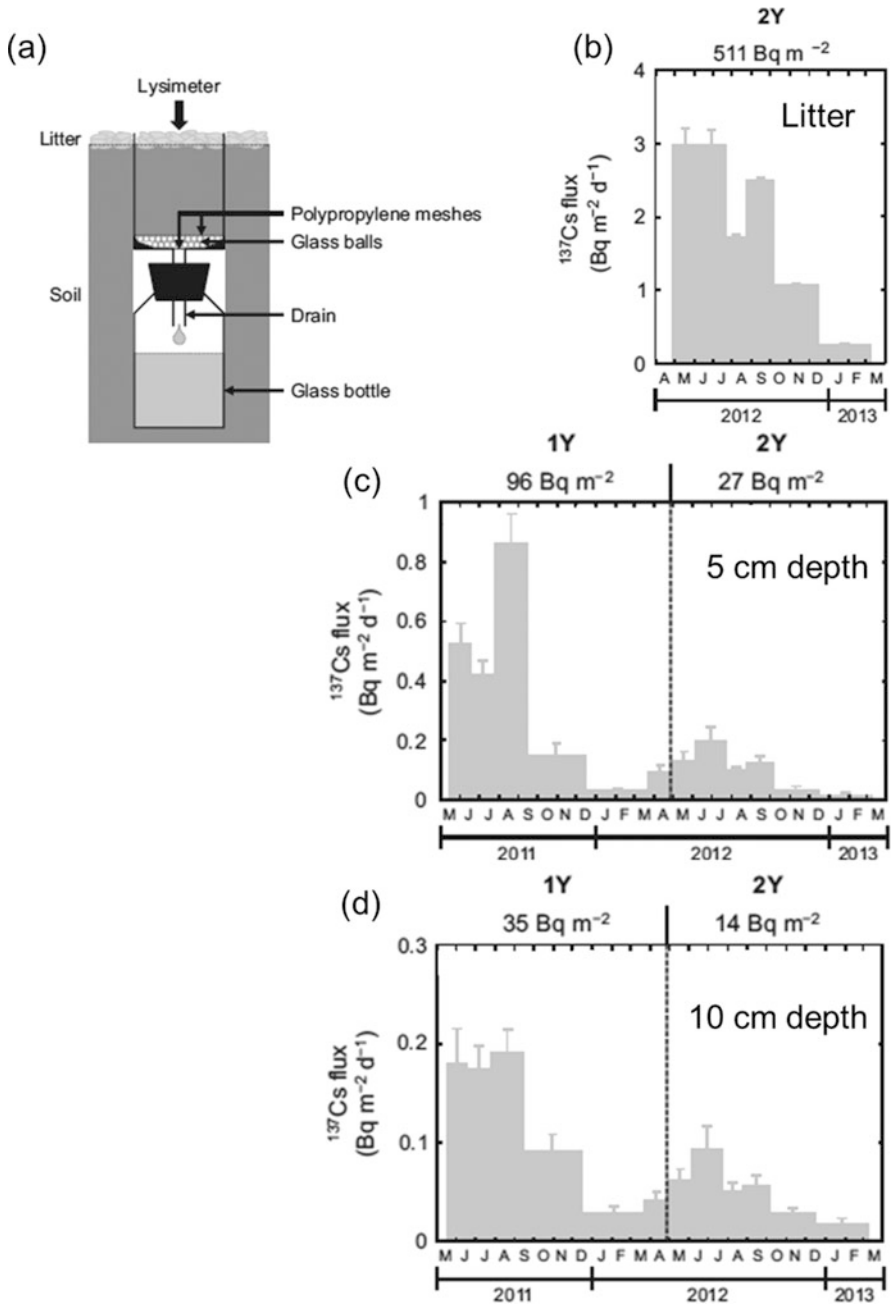 (a)
Lysimeter
Litter
Polypropylene meshes
Glass balls
Soil
Drain
Glass bottle
(b)
2Y
511 Bq m⁻²
Litter
¹³⁷Cs flux
(Bq m⁻² d⁻¹)
4
3
2
1
0
A M J J A S O N D J F M
2012 2013
(c)
1Y 2Y
96 Bq m⁻² 27 Bq m⁻²
5 cm depth
¹³⁷Cs flux
(Bq m⁻² d⁻¹)
1
0.8
0.6
0.4
0.2
0
M J J A S O N D J F M A M J J A S O N D J F M
2011 2012 2013
(d)
1Y 2Y
35 Bq m⁻² 14 Bq m⁻²
10 cm depth
¹³⁷Cs flux
(Bq m⁻² d⁻¹)
0.3
0.2
0.1
0
M J J A S O N D J F M A M J J A S O N D J F M
2011 2012 2013